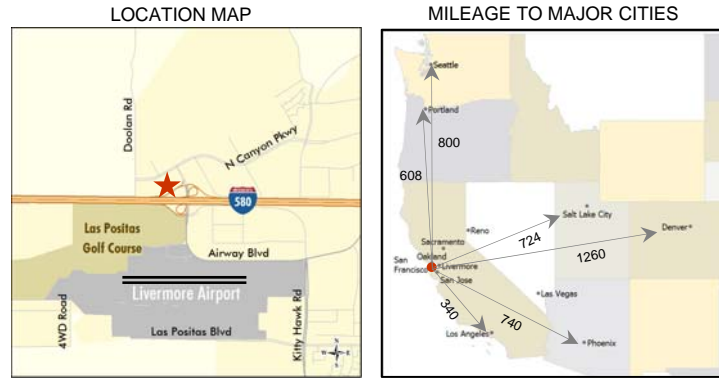 LOCATION MAP
Doolan Rd
N Canyon Pkwy
INTERSTATE
580
Las Positas
Golf Course
Airway Blvd
Livermore Airport
4WD Road
Las Positas Blvd
Kitty Hawk Rd
MILEAGE TO MAJOR CITIES
Seattle
Portland
800
608
Salt Lake City
724
Reno
Denver
1260
Sacramento
Oakland
San
Francisco
Livermore
San Jose
Las Vegas
340
740
Los Angeles
Phoenix